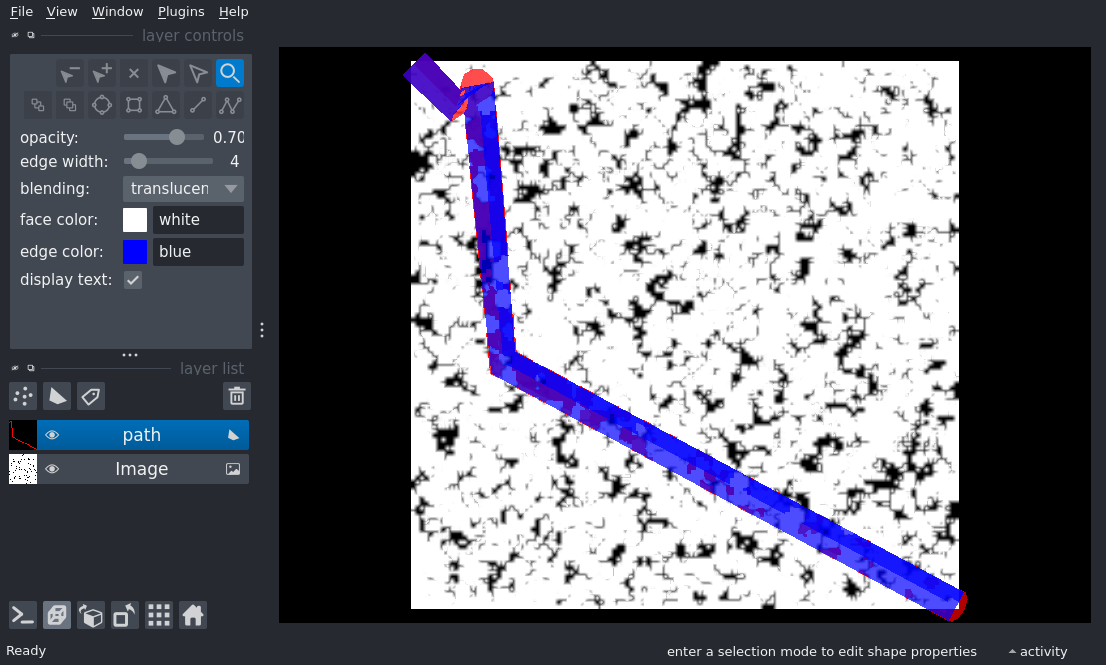 File View Window Plugins Help
layer controls
opacity: 0.70
edge width: 4
blending: translucen
face color: white
edge color: blue
display text:
layer list
path
Image
Ready
enter a selection mode to edit shape properties
activity